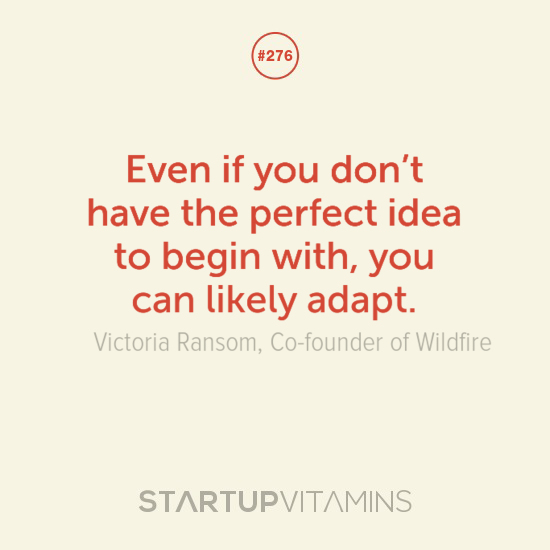 #276
Even if you don’t
have the perfect idea
to begin with, you
can likely adapt.
Victoria Ransom, Co-founder of Wildfire
STARTUPVITAMINS